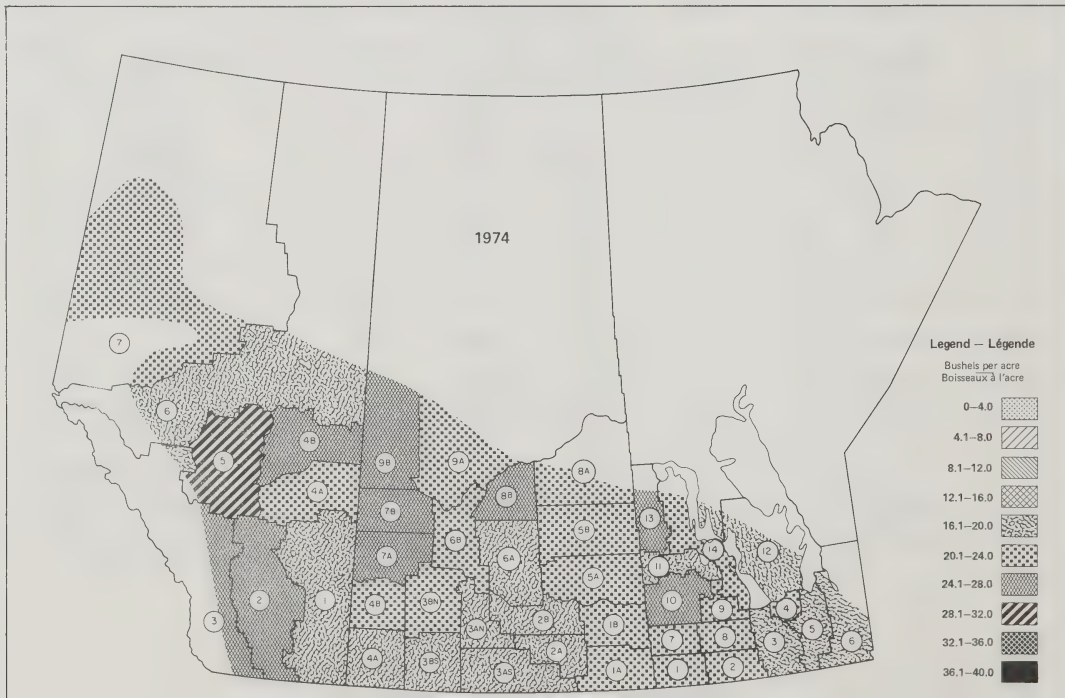 1974
7
6
5
4B
4A
3
2
1
9B
7B
7A
4B
4A
9A
6B
3BN
3BS
8B
6A
3AN
3AS
2B
2A
8A
5B
5A
1B
1A
13
14
11
10
9
7
8
1
2
12
4
3
5
6
Legend – Légende
Bushels per acre
Boisseaux à l'acre
0–4.0
4.1–8.0
8.1–12.0
12.1–16.0
16.1–20.0
20.1–24.0
24.1–28.0
28.1–32.0
32.1–36.0
36.1–40.0